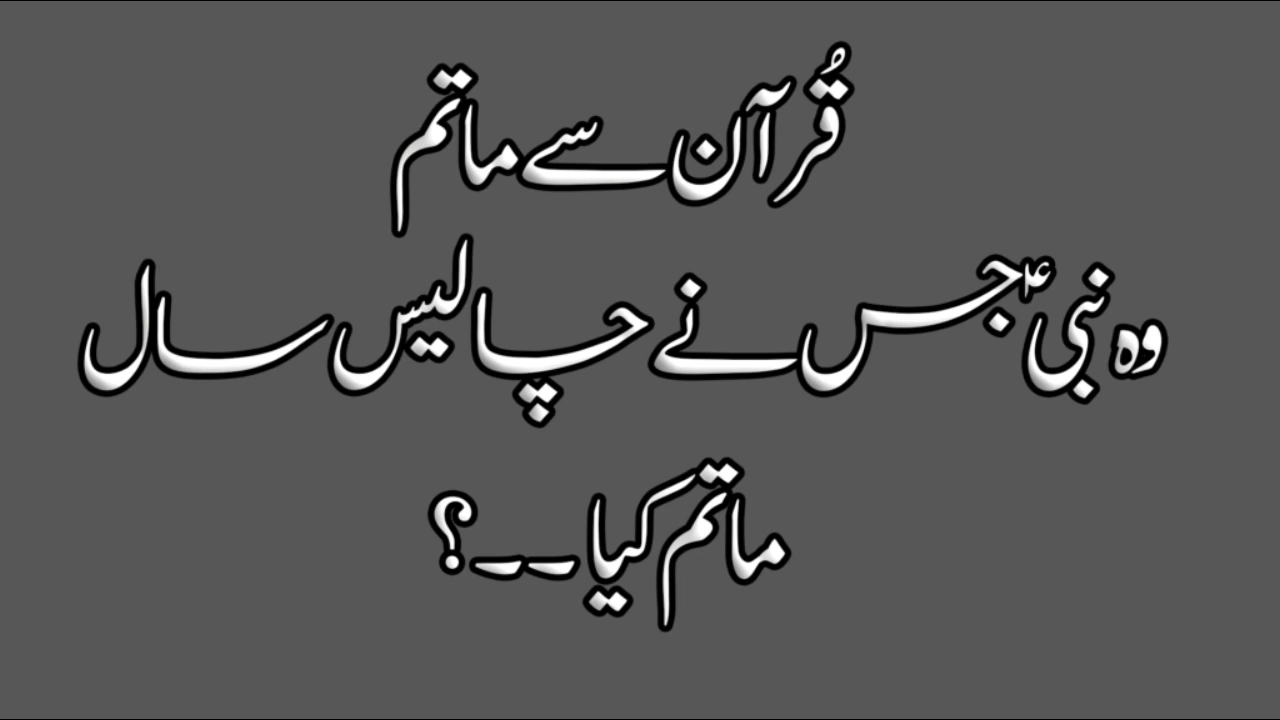 قُرآن سے ماتم
وہ نبیؑ جس نے چالیس سال
ماتم کیا ۔۔؟